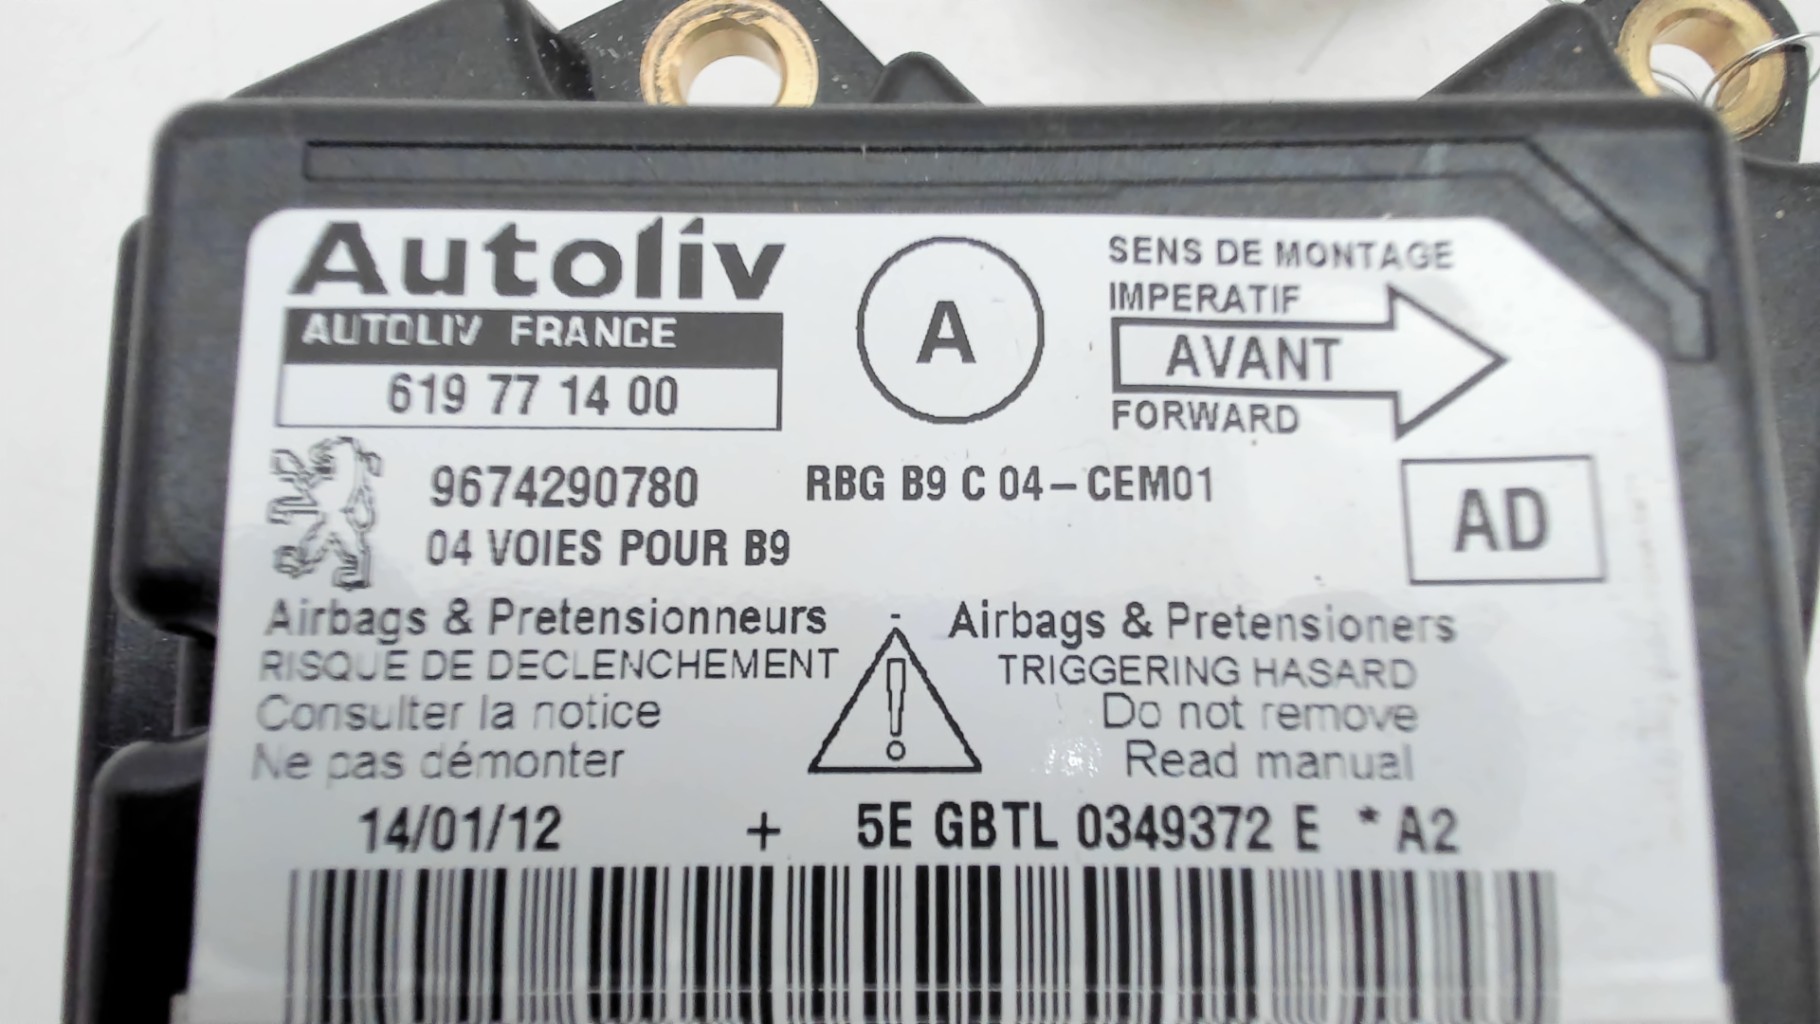 Autoliv
AUTOLIV FRANCE
619 77 14 00
A
SENS DE MONTAGE
IMPERATIF
AVANT
FORWARD
9674290780
RBG B9 C 04-CEM01
04 VOIES POUR B9
AD
Airbags & Pretensionneurs - Airbags & Pretensioners
RISQUE DE DECLENCHEMENT
TRIGGERING HASARD
Consulter la notice
Do not remove
Ne pas démonter
Read manual
!
14/01/12 + 5E GBTL 0349372 E * A2